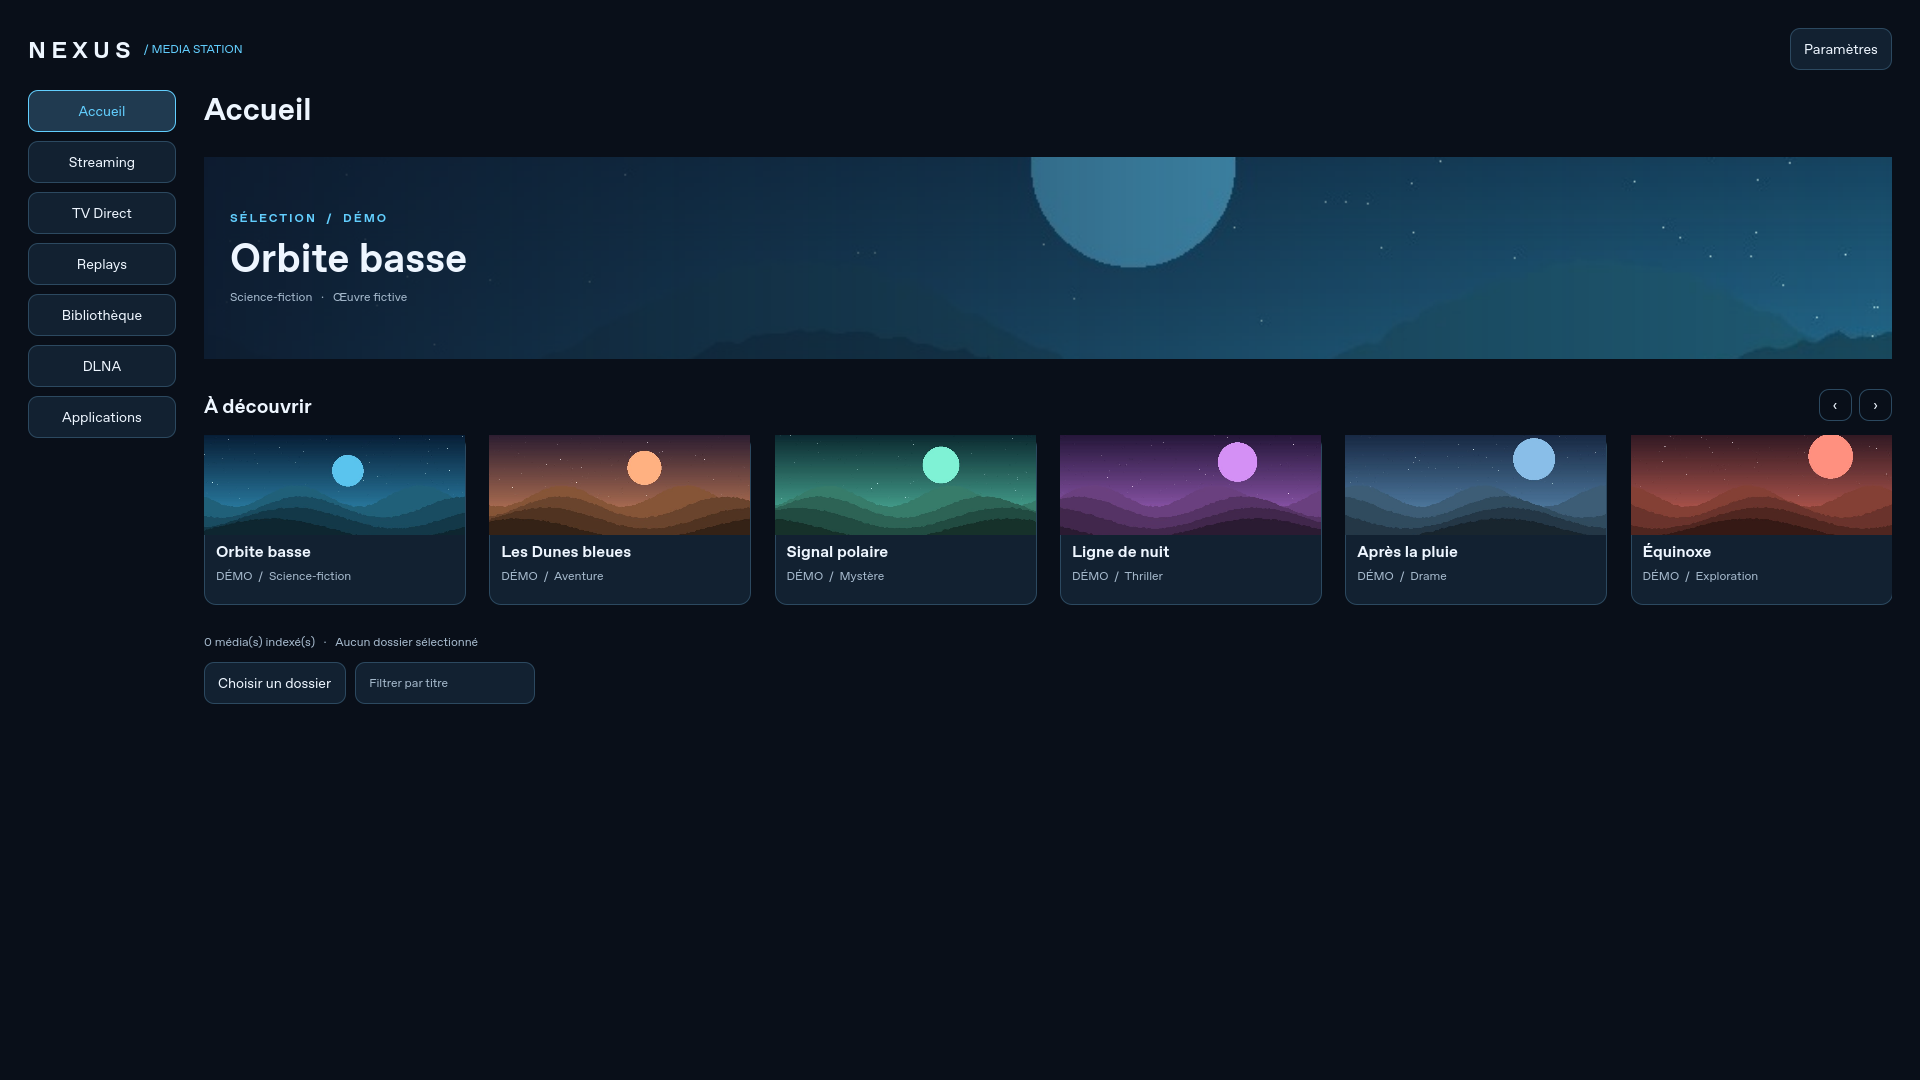 NEXUS / MEDIA STATION
Paramètres
Accueil
Streaming
TV Direct
Replays
Bibliothèque
DLNA
Applications
Accueil
SÉLECTION / DÉMO
Orbite basse
Science-fiction · Œuvre fictive
À découvrir
‹ ›
Orbite basse
DÉMO / Science-fiction
Les Dunes bleues
DÉMO / Aventure
Signal polaire
DÉMO / Mystère
Ligne de nuit
DÉMO / Thriller
Après la pluie
DÉMO / Drame
Équinoxe
DÉMO / Exploration
0 média(s) indexé(s) · Aucun dossier sélectionné
Choisir un dossier
Filtrer par titre